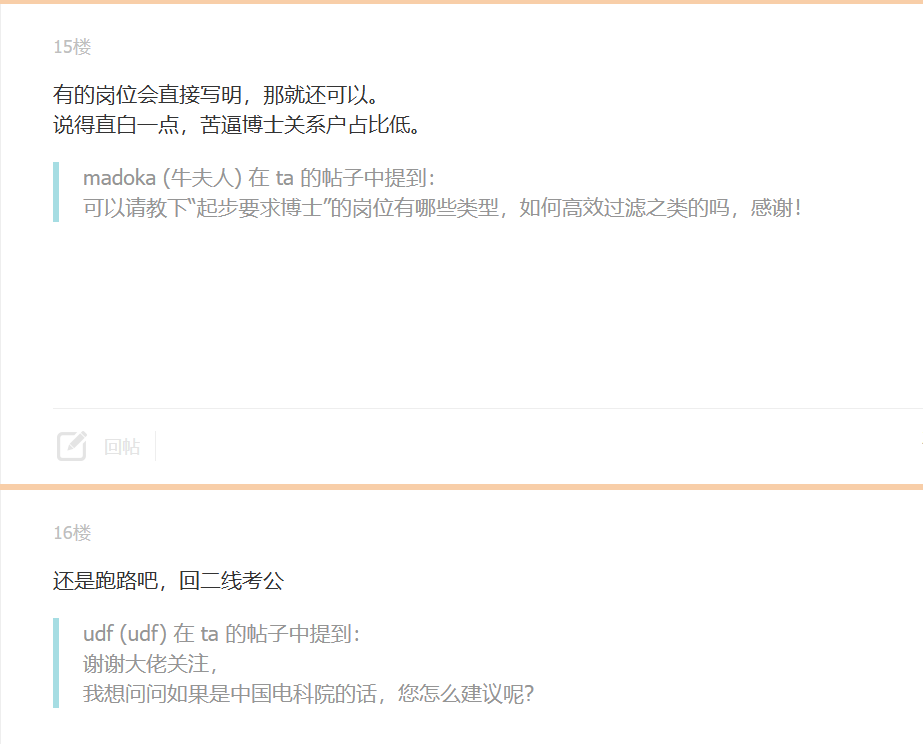 15楼
有的岗位会直接写明，那就还可以。
说得直白一点，苦逼博士关系户占比低。
madoka (牛夫人) 在 ta 的帖子中提到：
可以请教下“起步要求博士”的岗位有哪些类型，如何高效过滤之类的吗，感谢！
回帖
16楼
还是跑路吧，回二线考公
udf (udf) 在 ta 的帖子中提到：
谢谢大佬关注，
我想问问如果是中国电科院的话，您怎么建议呢？